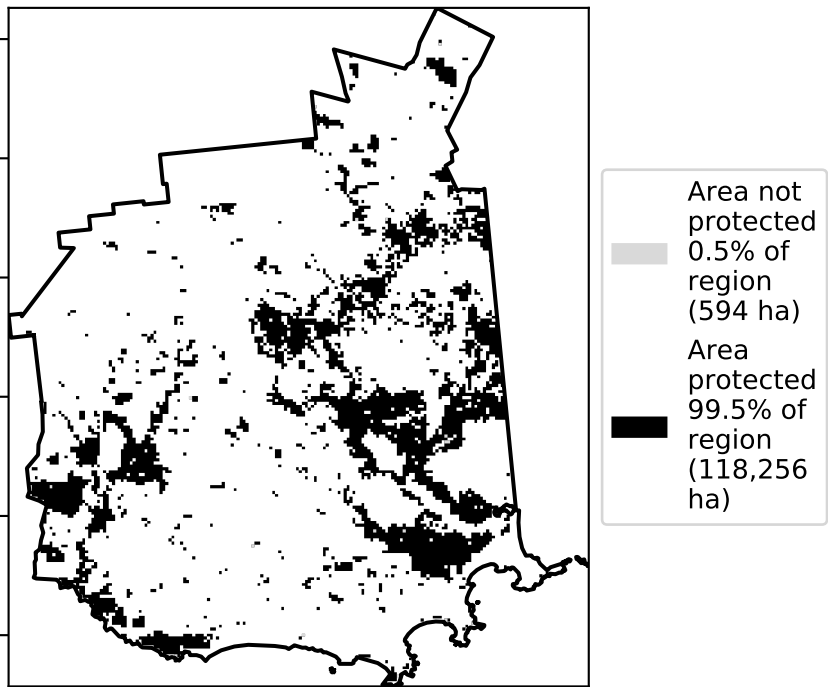 Area not
protected
0.5% of
region
(594 ha)
Area
protected
99.5% of
region
(118,256
ha)